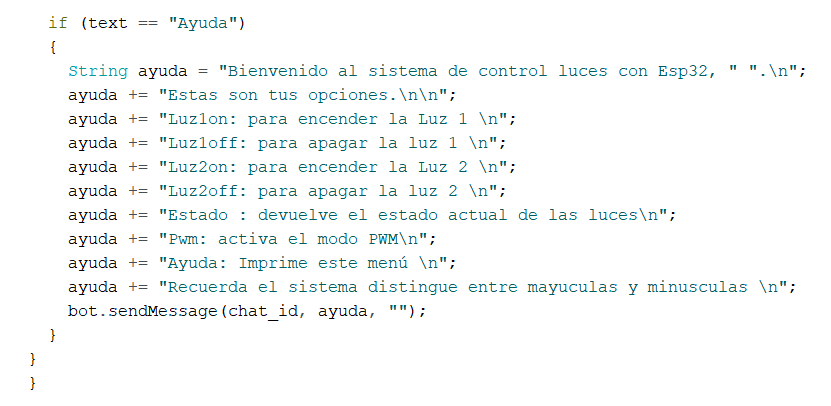 if (text == "Ayuda")
{
String ayuda = "Bienvenido al sistema de control luces con Esp32, " ".\n";
ayuda += "Estas son tus opciones.\n\n";
ayuda += "Luz1on: para encender la Luz 1 \n";
ayuda += "Luz1off: para apagar la luz 1 \n";
ayuda += "Luz2on: para encender la Luz 2 \n";
ayuda += "Luz2off: para apagar la luz 2 \n";
ayuda += "Estado : devuelve el estado actual de las luces\n";
ayuda += "Pwm: activa el modo PWM\n";
ayuda += "Ayuda: Imprime este menú \n";
ayuda += "Recuerda el sistema distingue entre mayuculas y minusculas \n";
bot.sendMessage(chat_id, ayuda, "");
}
}
}